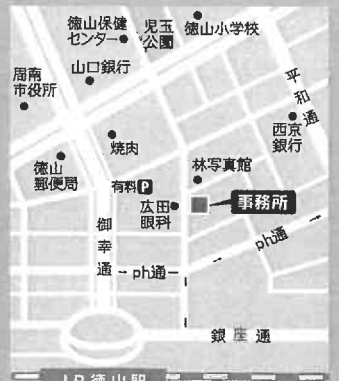 徳山保健
センター
児玉
公園
徳山小学校
山口銀行
周南
市役所
平和通
西京
銀行
焼肉
徳山
郵便局
林写真館
有料P
広田
眼科
事務所
御幸通
ph通
ph通
銀座通
JR徳山駅